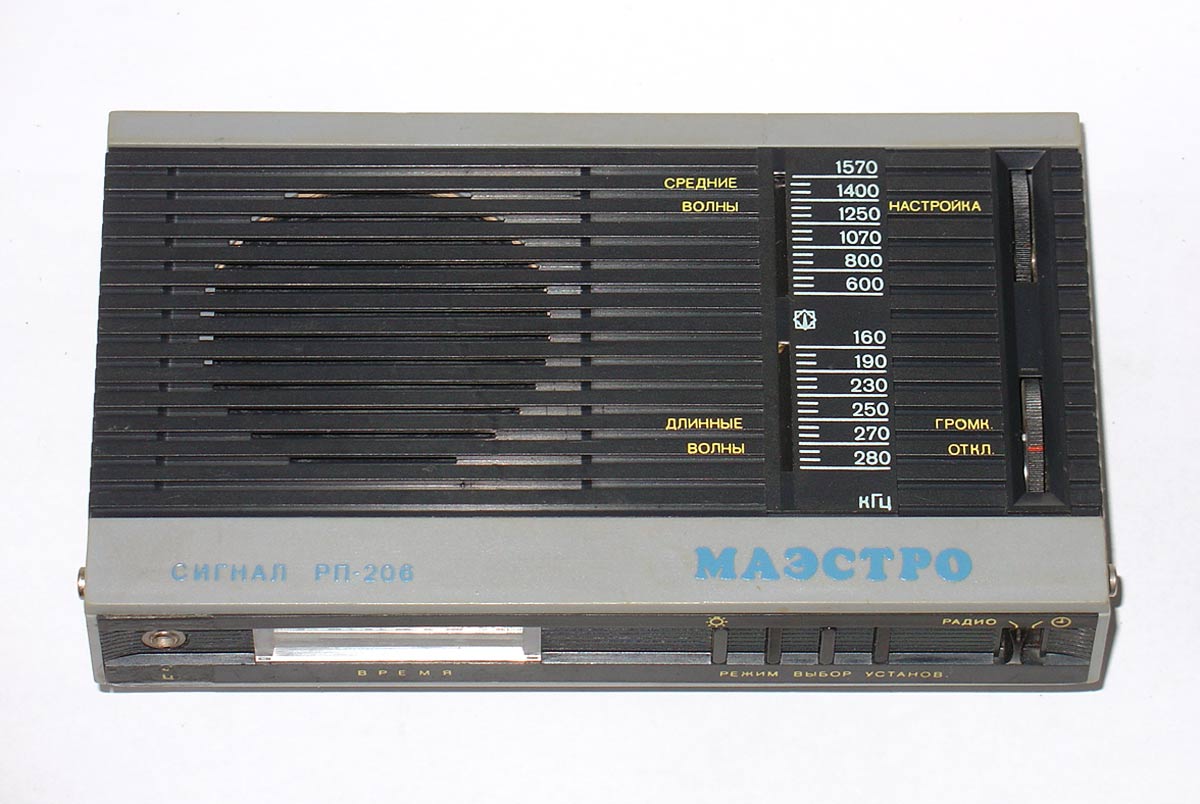 СРЕДНИЕ
ВОЛНЫ
1570
1400
1250
1070
800
600
НАСТРОЙКА
160
190
230
250
270
280
кГц
ДЛИННЫЕ
ВОЛНЫ
ГРОМК.
ОТКЛ.
СИГНАЛ РП-206
МАЭСТРО
ВРЕМЯ
РАДИО
РЕЖИМ ВЫБОР УСТАНОВ.